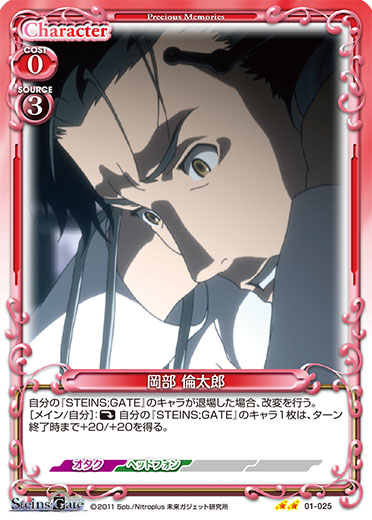 Precious Memories
Character
COST
0
SOURCE
3
岡部 倫太郎
自分の『STEINS;GATE』のキャラが退場した場合、改変を行う。
[メイン/自分]: 自分の『STEINS;GATE』のキャラ1枚は、ターン
終了時まで+20/+20を得る。
オタク ヘッドフォン
Steins;Gate ©2011 5pb./Nitroplus 未来ガジェット研究所 01-025